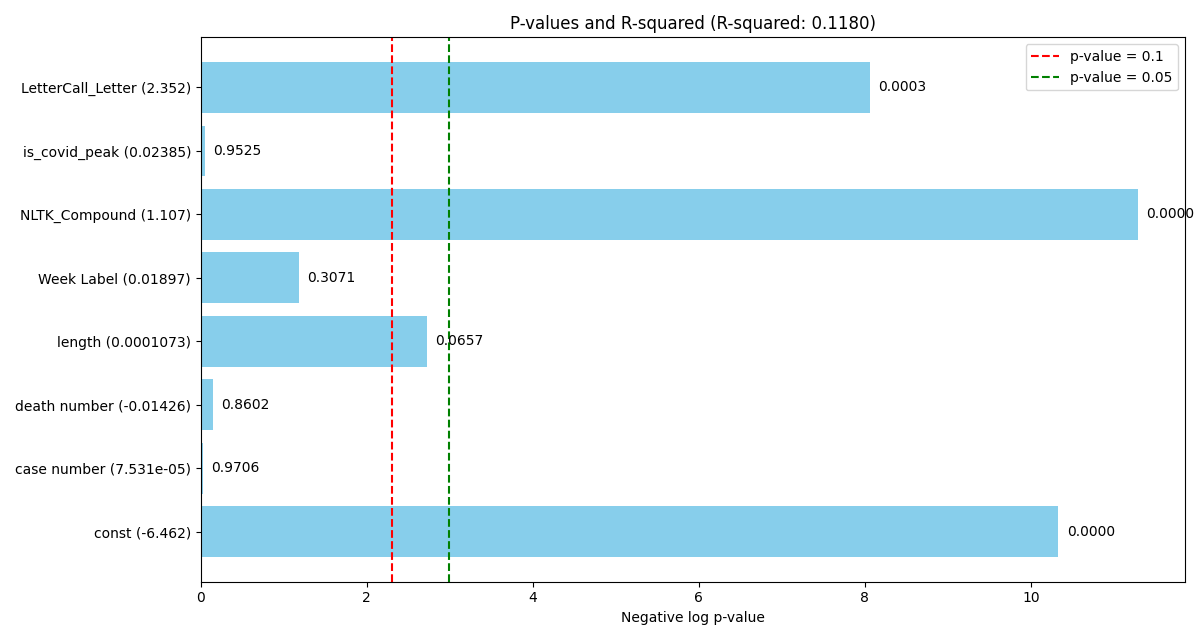 P-values and R-squared (R-squared: 0.1180)
p-value = 0.1
p-value = 0.05
LetterCall_Letter (2.352) 0.0003
is_covid_peak (0.02385) 0.9525
NLTK_Compound (1.107) 0.0000
Week Label (0.01897) 0.3071
length (0.0001073) 0.0657
death number (-0.01426) 0.8602
case number (7.531e-05) 0.9706
const (-6.462) 0.0000
0 2 4 6 8 10
Negative log p-value